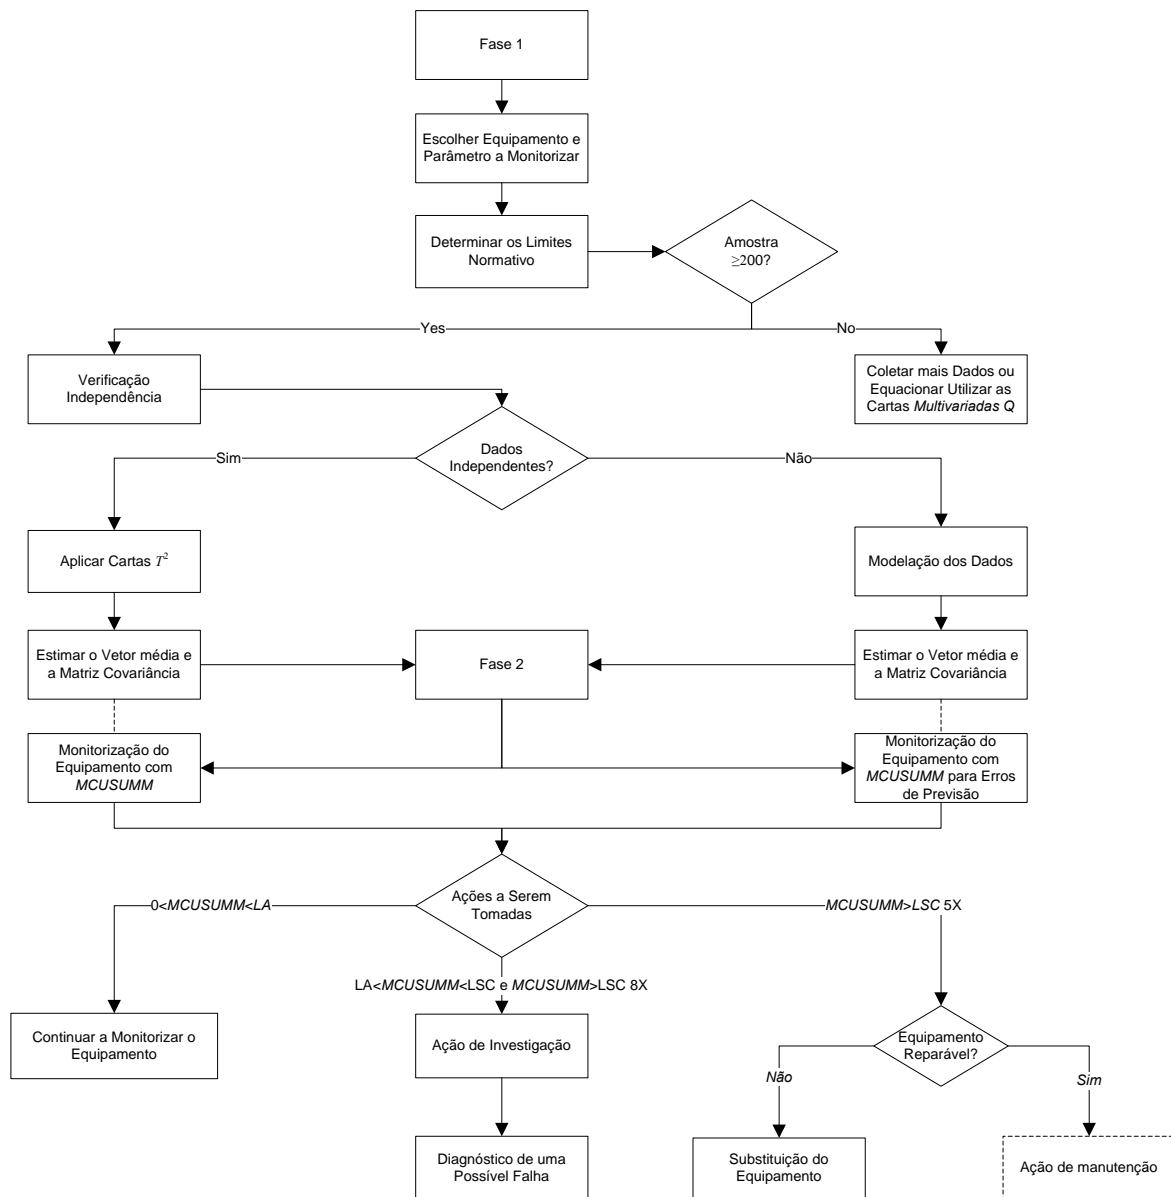 Fase 1
Escolher Equipamento e
Parâmetro a Monitorizar
Determinar os Limites
Normativo
Amostra
≥200?
Yes
No
Verificação
Independência
Coletar mais Dados ou
Equacionar Utilizar as
Cartas Multivariadas Q
Dados
Independentes?
Sim
Não
Aplicar Cartas T²
Modelação dos Dados
Estimar o Vetor média e
a Matriz Covariância
Fase 2
Estimar o Vetor média e
a Matriz Covariância
Monitorização do
Equipamento com
MCUSUMM
Monitorização do
Equipamento com
MCUSUMM para Erros
de Previsão
Ações a Serem
Tomadas
0<MCUSUMM<LA
MCUSUMM>LSC 5X
LA<MCUSUMM<LSC e MCUSUMM>LSC 8X
Continuar a Monitorizar o
Equipamento
Ação de Investigação
Equipamento
Reparável?
Não
Sim
Diagnóstico de uma
Possível Falha
Substituição do
Equipamento
Ação de manutenção